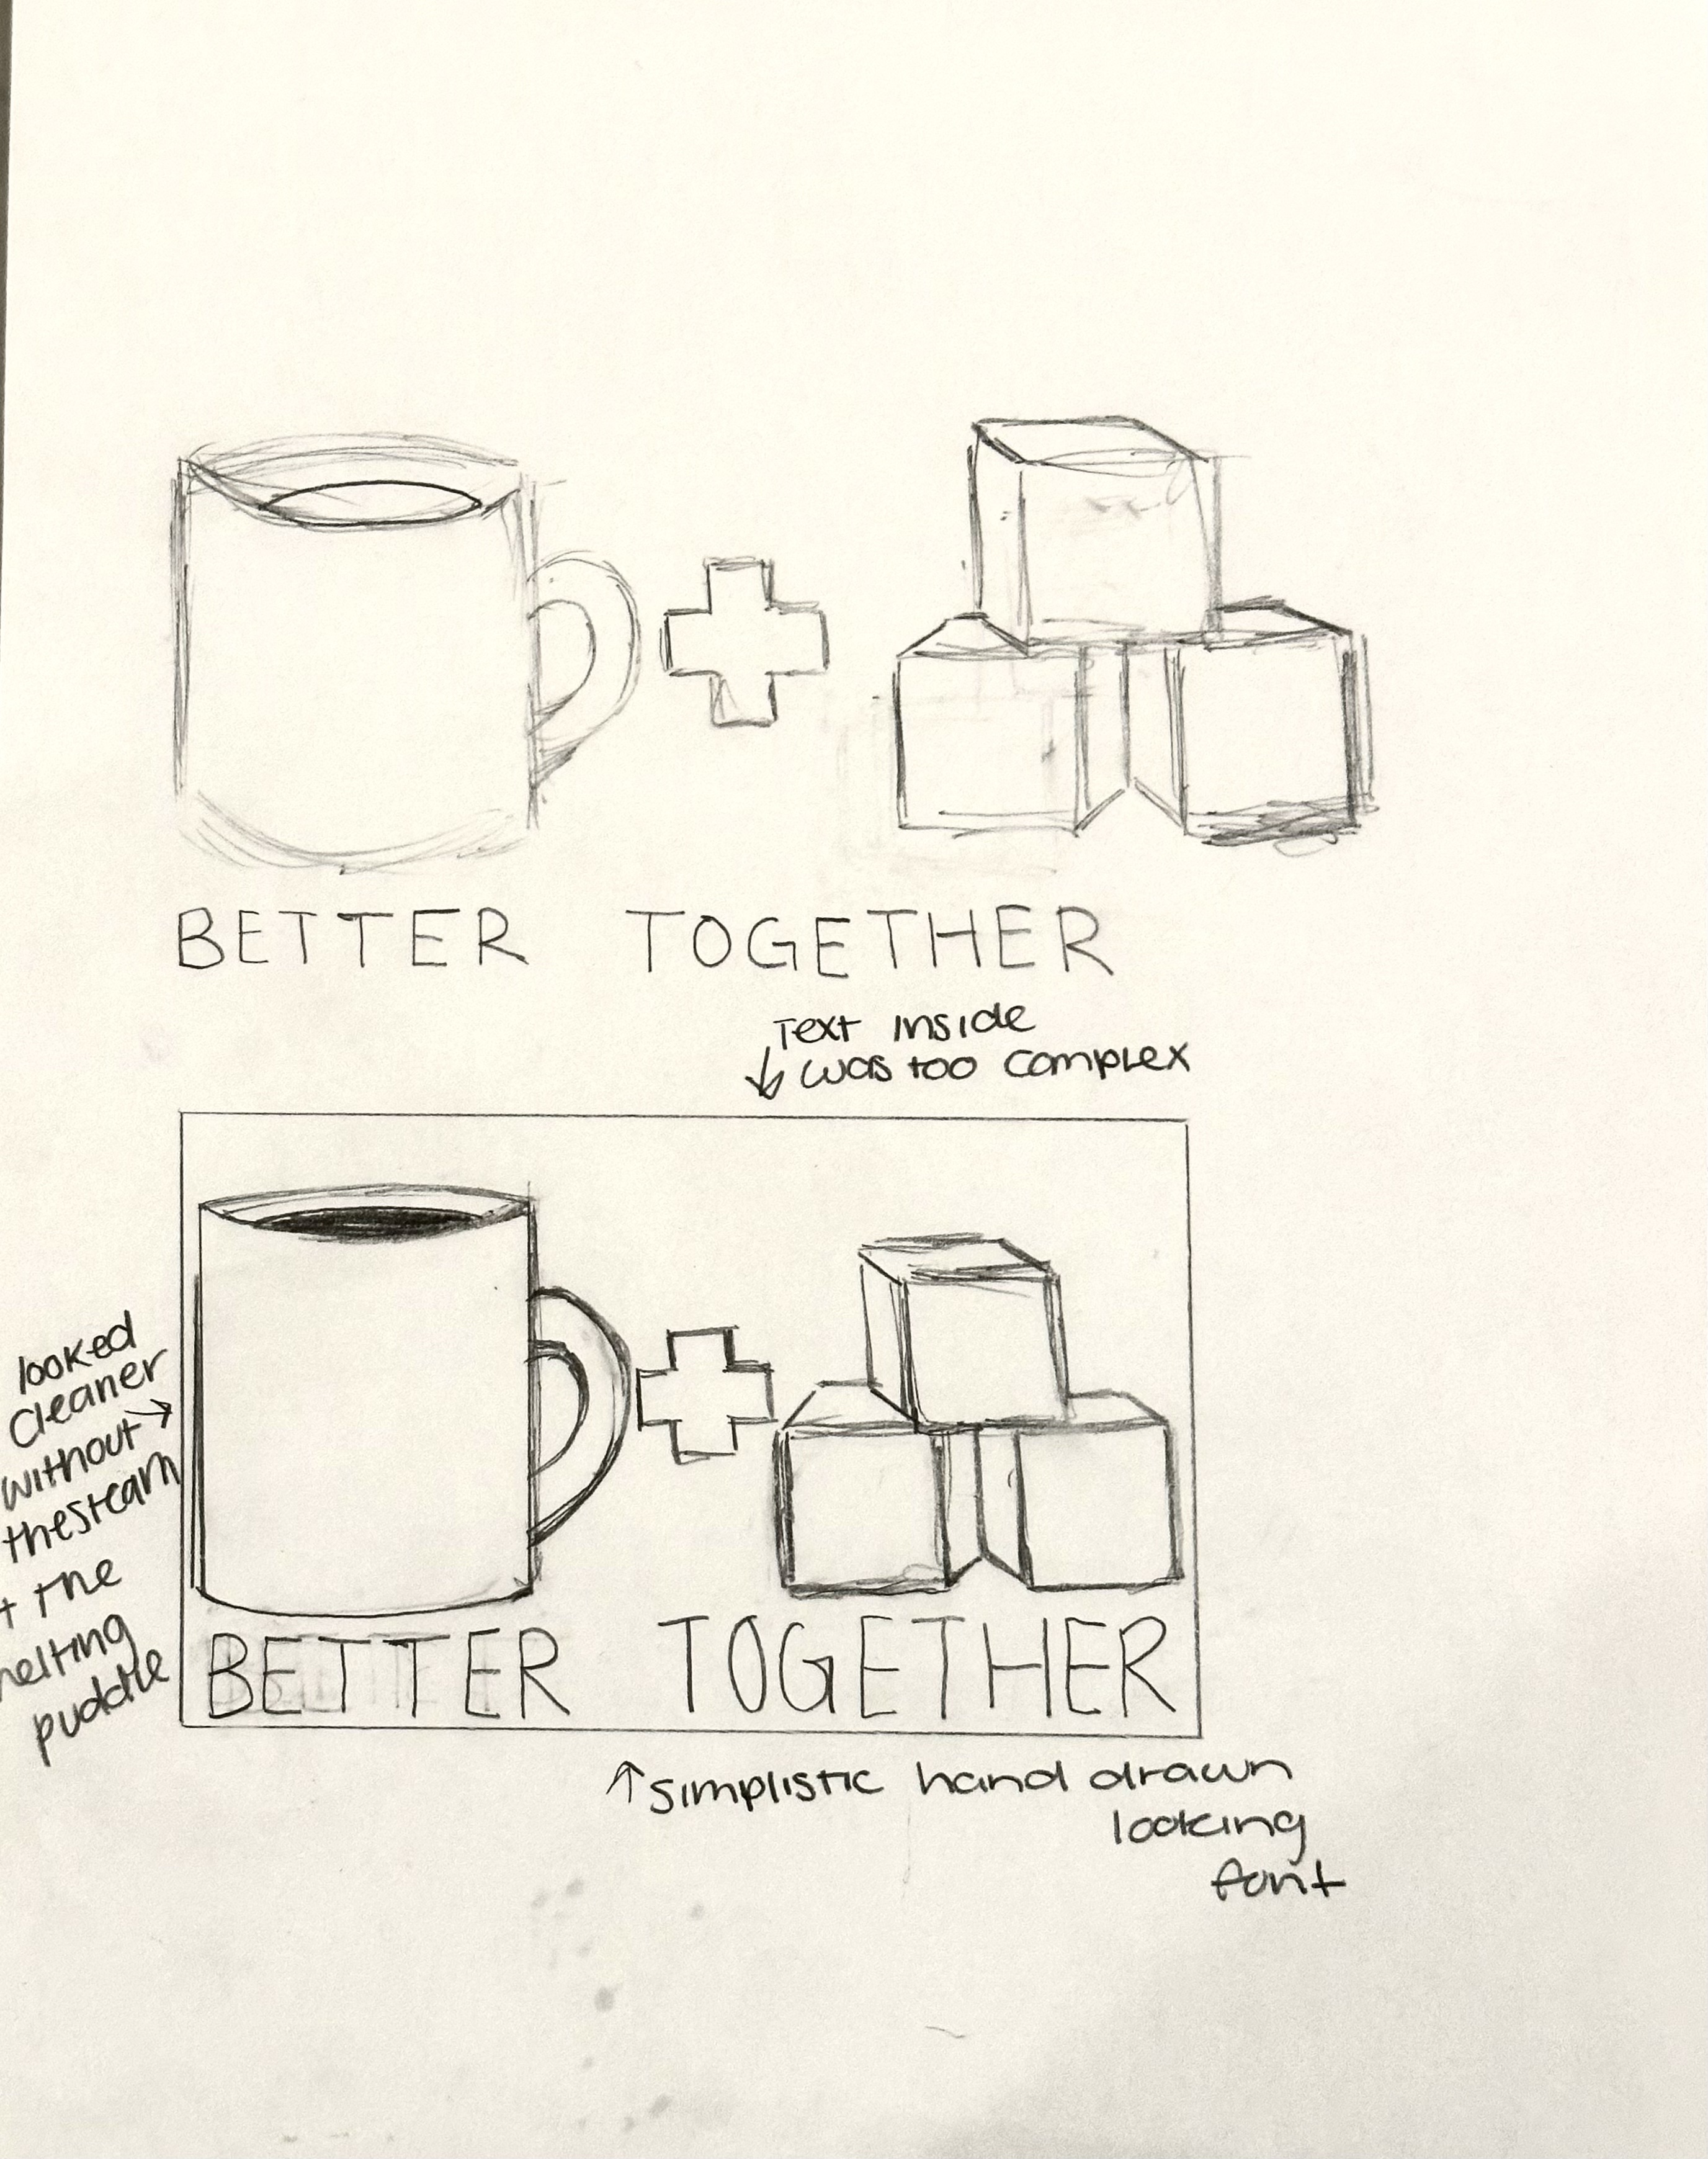 BETTER TOGETHER
Text inside
was too complex
looked
cleaner
without
the steam
+ the
melting
puddle
BETTER TOGETHER
simplistic hand drawn
looking
font